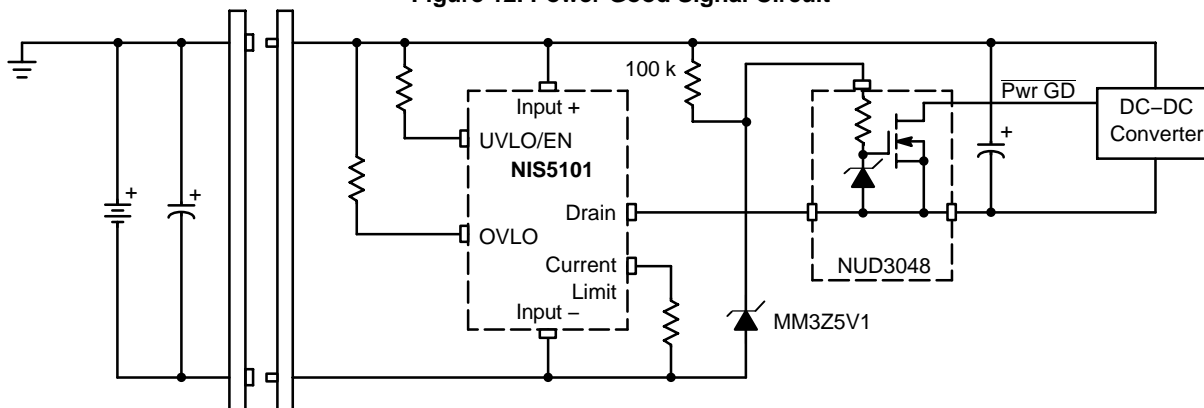 Figure 12. Power Good Signal Circuit
100 k
Input +
UVLO/EN
NIS5101
Drain
OVLO
Current
Limit
Input −
+
+
Pwr GD
+
DC−DC
Converter
NUD3048
MM3Z5V1